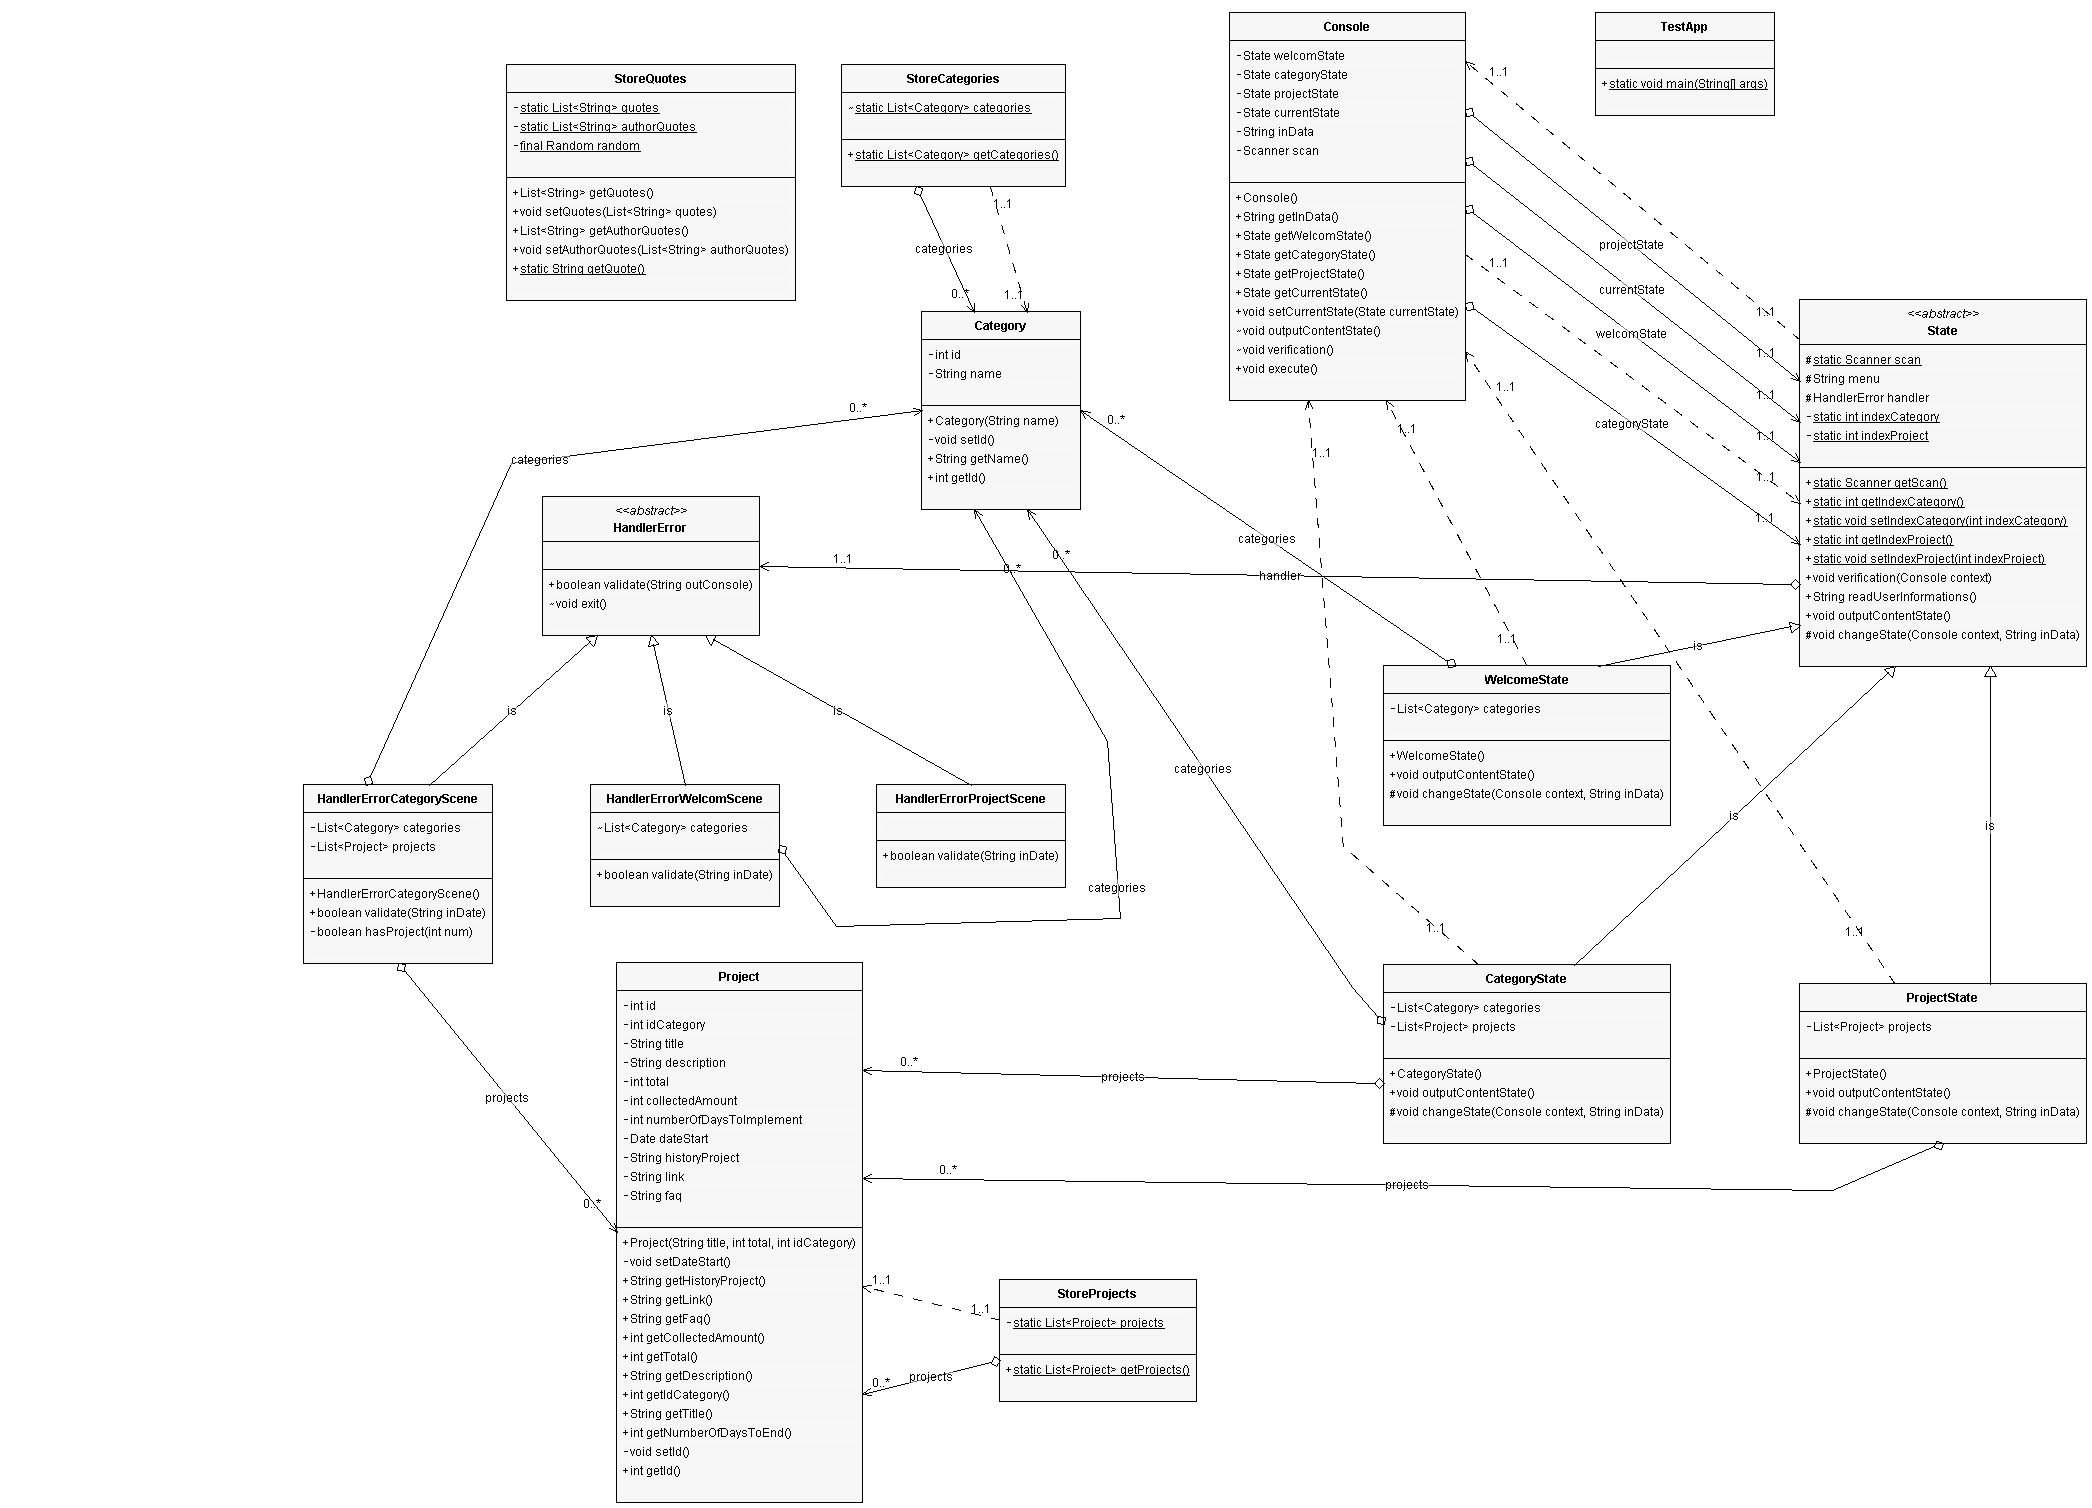 Console
-State welcomState
-State categoryState
-State projectState
-State currentState
-String inData
-Scanner scan
+Console()
+String getInData()
+State getWelcomState()
+State getCategoryState()
+State getProjectState()
+State getCurrentState()
+void setCurrentState(State currentState)
~void outputContentState()
~void verification()
+void execute()
TestApp
+static void main(String[] args)
StoreQuotes
-static List<String> quotes
-static List<String> authorQuotes
-final Random random
+List<String> getQuotes()
+void setQuotes(List<String> quotes)
+List<String> getAuthorQuotes()
+void setAuthorQuotes(List<String> authorQuotes)
+static String getQuote()
StoreCategories
~static List<Category> categories
+static List<Category> getCategories()
1..1
categories
0..*
1..1
Category
-int id
-String name
+Category(String name)
-void setId()
+String getName()
+int getId()
1..1
projectState
1..1
currentState
welcomState
categoryState
1..1
1..1
1..1
1..1
1..1
1..1
<<abstract>>
State
#static Scanner scan
#String menu
#HandlerError handler
-static int indexCategory
-static int indexProject
+static Scanner getScan()
+static int getIndexCategory()
+static void setIndexCategory(int indexCategory)
+static int getIndexProject()
+static void setIndexProject(int indexProject)
+void verification(Console context)
+String readUserInformations()
+void outputContentState()
#void changeState(Console context, String inData)
1..1
1..1
1..1
0..*
0..*
categories
<<abstract>>
HandlerError
+boolean validate(String outConsole)
~void exit()
1..1
0..*
0..*
categories
handler
1..1
is
WelcomeState
-List<Category> categories
+WelcomeState()
+void outputContentState()
#void changeState(Console context, String inData)
is
is
is
categories
is
is
HandlerErrorCategoryScene
-List<Category> categories
-List<Project> projects
+HandlerErrorCategoryScene()
+boolean validate(String inDate)
-boolean hasProject(int num)
HandlerErrorWelcomScene
~List<Category> categories
+boolean validate(String inDate)
HandlerErrorProjectScene
+boolean validate(String inDate)
categories
1..1
1..1
Project
-int id
-int idCategory
-String title
-String description
-int total
-int collectedAmount
-int numberOfDaysToImplement
-Date dateStart
-String historyProject
-String link
-String faq
+Project(String title, int total, int idCategory)
-void setDateStart()
+String getHistoryProject()
+String getLink()
+String getFaq()
+int getCollectedAmount()
+int getTotal()
+String getDescription()
+int getIdCategory()
+String getTitle()
+int getNumberOfDaysToEnd()
-void setId()
+int getId()
CategoryState
-List<Category> categories
-List<Project> projects
+CategoryState()
+void outputContentState()
#void changeState(Console context, String inData)
ProjectState
-List<Project> projects
+ProjectState()
+void outputContentState()
#void changeState(Console context, String inData)
0..*
projects
projects
0..*
projects
0..*
1..1
1..1
0..*
projects
StoreProjects
-static List<Project> projects
+static List<Project> getProjects()